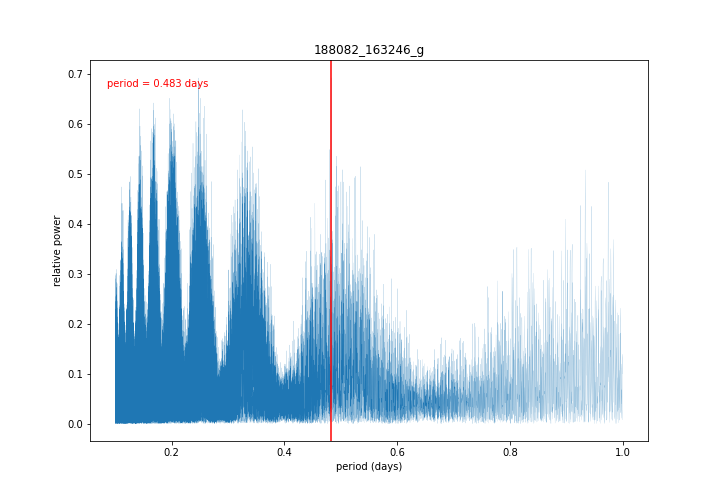 188082_163246_g
period = 0.483 days
0.7
0.6
0.5
0.4
0.3
0.2
0.1
0.0
relative power
0.2 0.4 0.6 0.8 1.0
period (days)